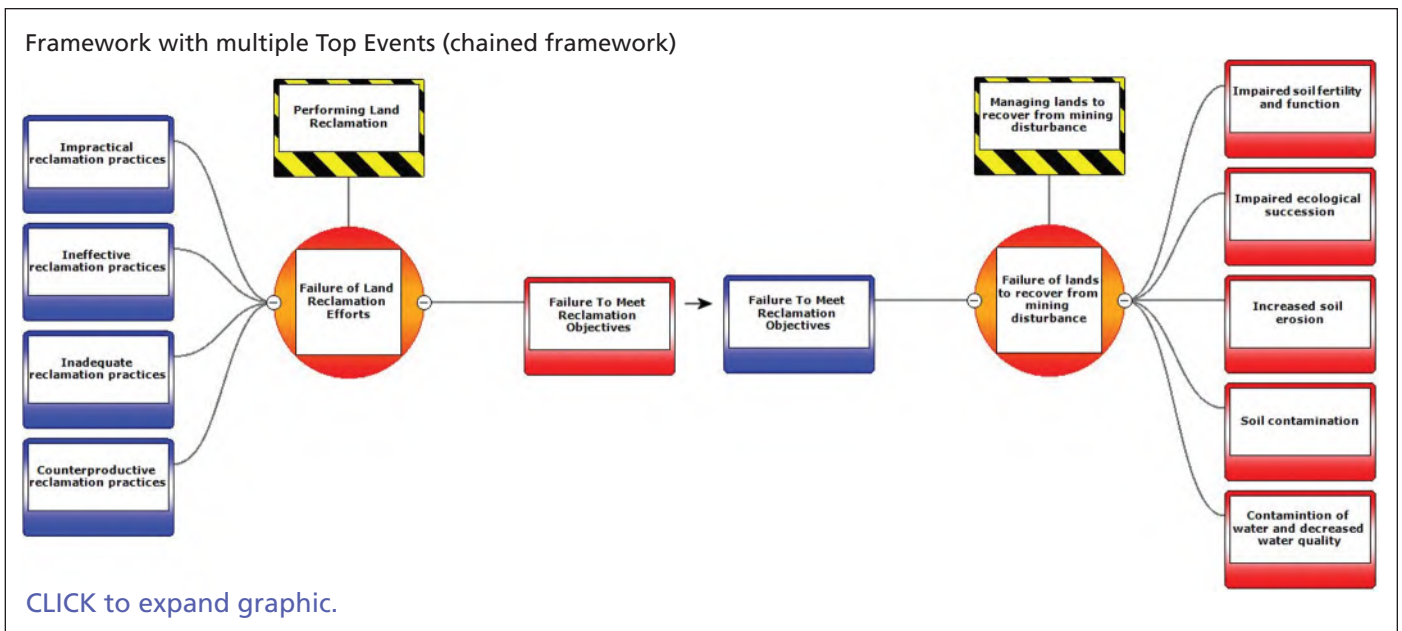 Framework with multiple Top Events (chained framework)
Impractical
reclamation practices
Ineffective
reclamation practices
Inadequate
reclamation practices
Counterproductive
reclamation practices
Performing Land
Reclamation
Failure of Land
Reclamation
Efforts
Failure To Meet
Reclamation
Objectives
Failure To Meet
Reclamation
Objectives
Managing lands to
recover from mining
disturbance
Failure of lands
to recover from
mining
disturbance
Impaired soil fertility
and function
Impaired ecological
succession
Increased soil
erosion
Soil contamination
Contamintion of
water and decreased
water quality
CLICK to expand graphic.